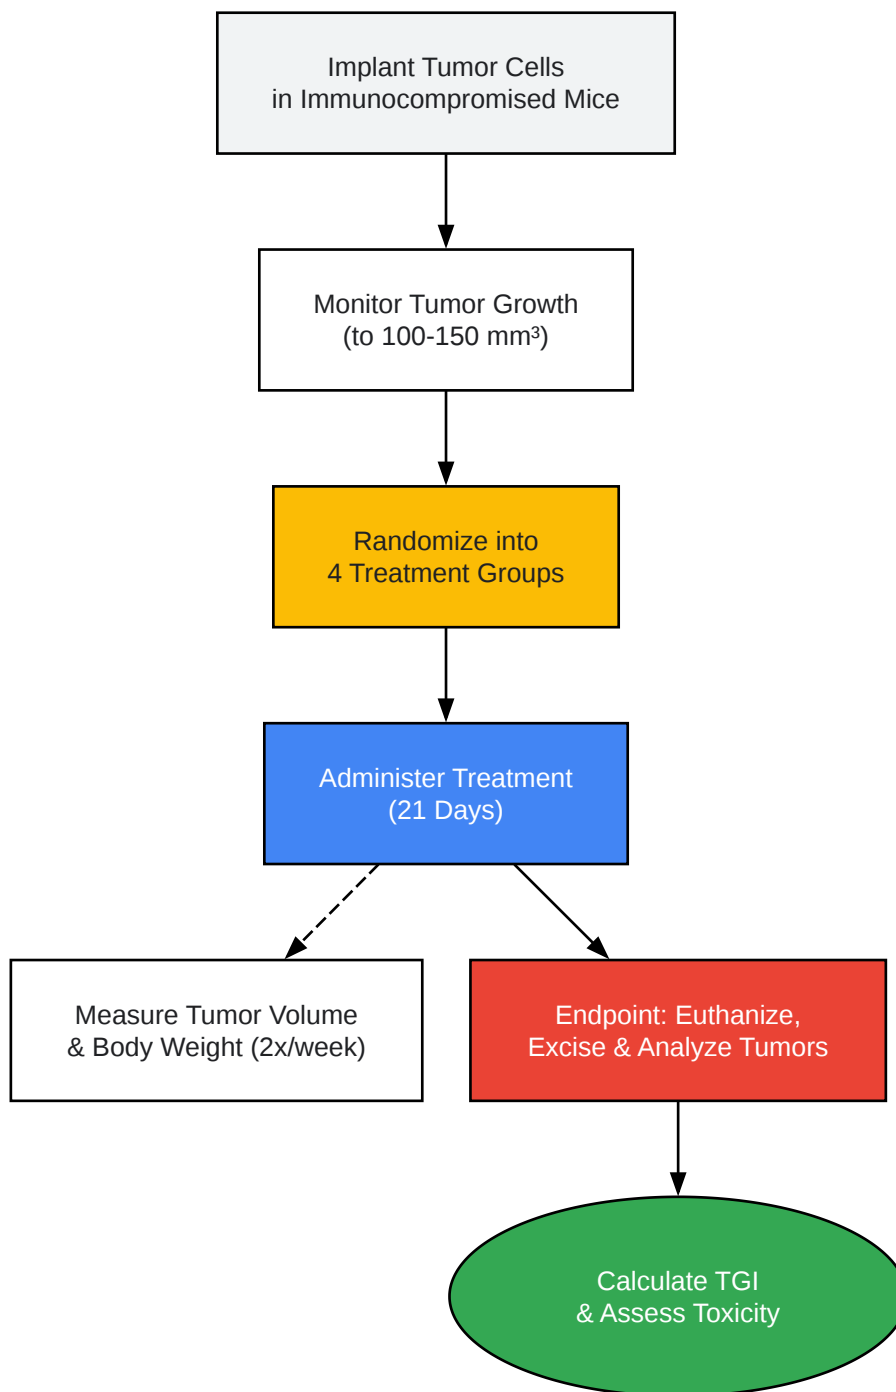 Implant Tumor Cells
in Immunocompromised Mice
Monitor Tumor Growth
(to 100-150 mm³)
Randomize into
4 Treatment Groups
Administer Treatment
(21 Days)
Measure Tumor Volume
& Body Weight (2x/week)
Endpoint: Euthanize,
Excise & Analyze Tumors
Calculate TGI
& Assess Toxicity